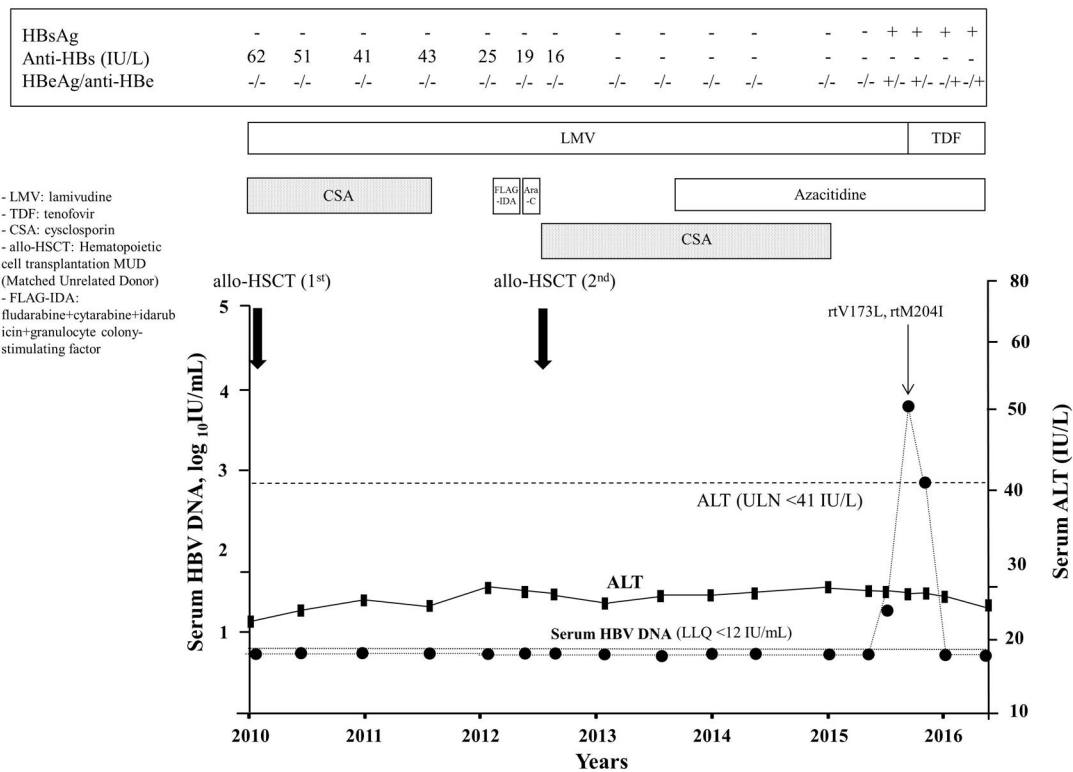 HBsAg - - - - - - - - - - - - - + + + +
Anti-HBs (IU/L) 62 51 41 43 25 19 16 - - - - - - - - - -
HBeAg/anti-HBe -/- -/- -/- -/- -/- -/- -/- -/- -/- -/- -/- -/- -/- +/- +/- -/+ -/+
LMV TDF
CSA
FLAG
-IDA
Ara
-C
Azacitidine
CSA
- LMV: lamivudine
- TDF: tenofovir
- CSA: cysclosporin
- allo-HSCT: Hematopoietic
cell transplantation MUD
(Matched Unrelated Donor)
- FLAG-IDA:
fludarabine+cytarabine+idarub
icin+granulocyte colony-
stimulating factor
allo-HSCT (1st)
allo-HSCT (2nd)
rtV173L, rtM204I
Serum HBV DNA, log 10IU/mL)
5
4
3
2
1
ALT (ULN <41 IU/L)
ALT
Serum HBV DNA (LLQ <12 IU/mL)
80
60
50
40
30
20
10
Serum ALT (IU/L)
2010 2011 2012 2013 2014 2015 2016
Years